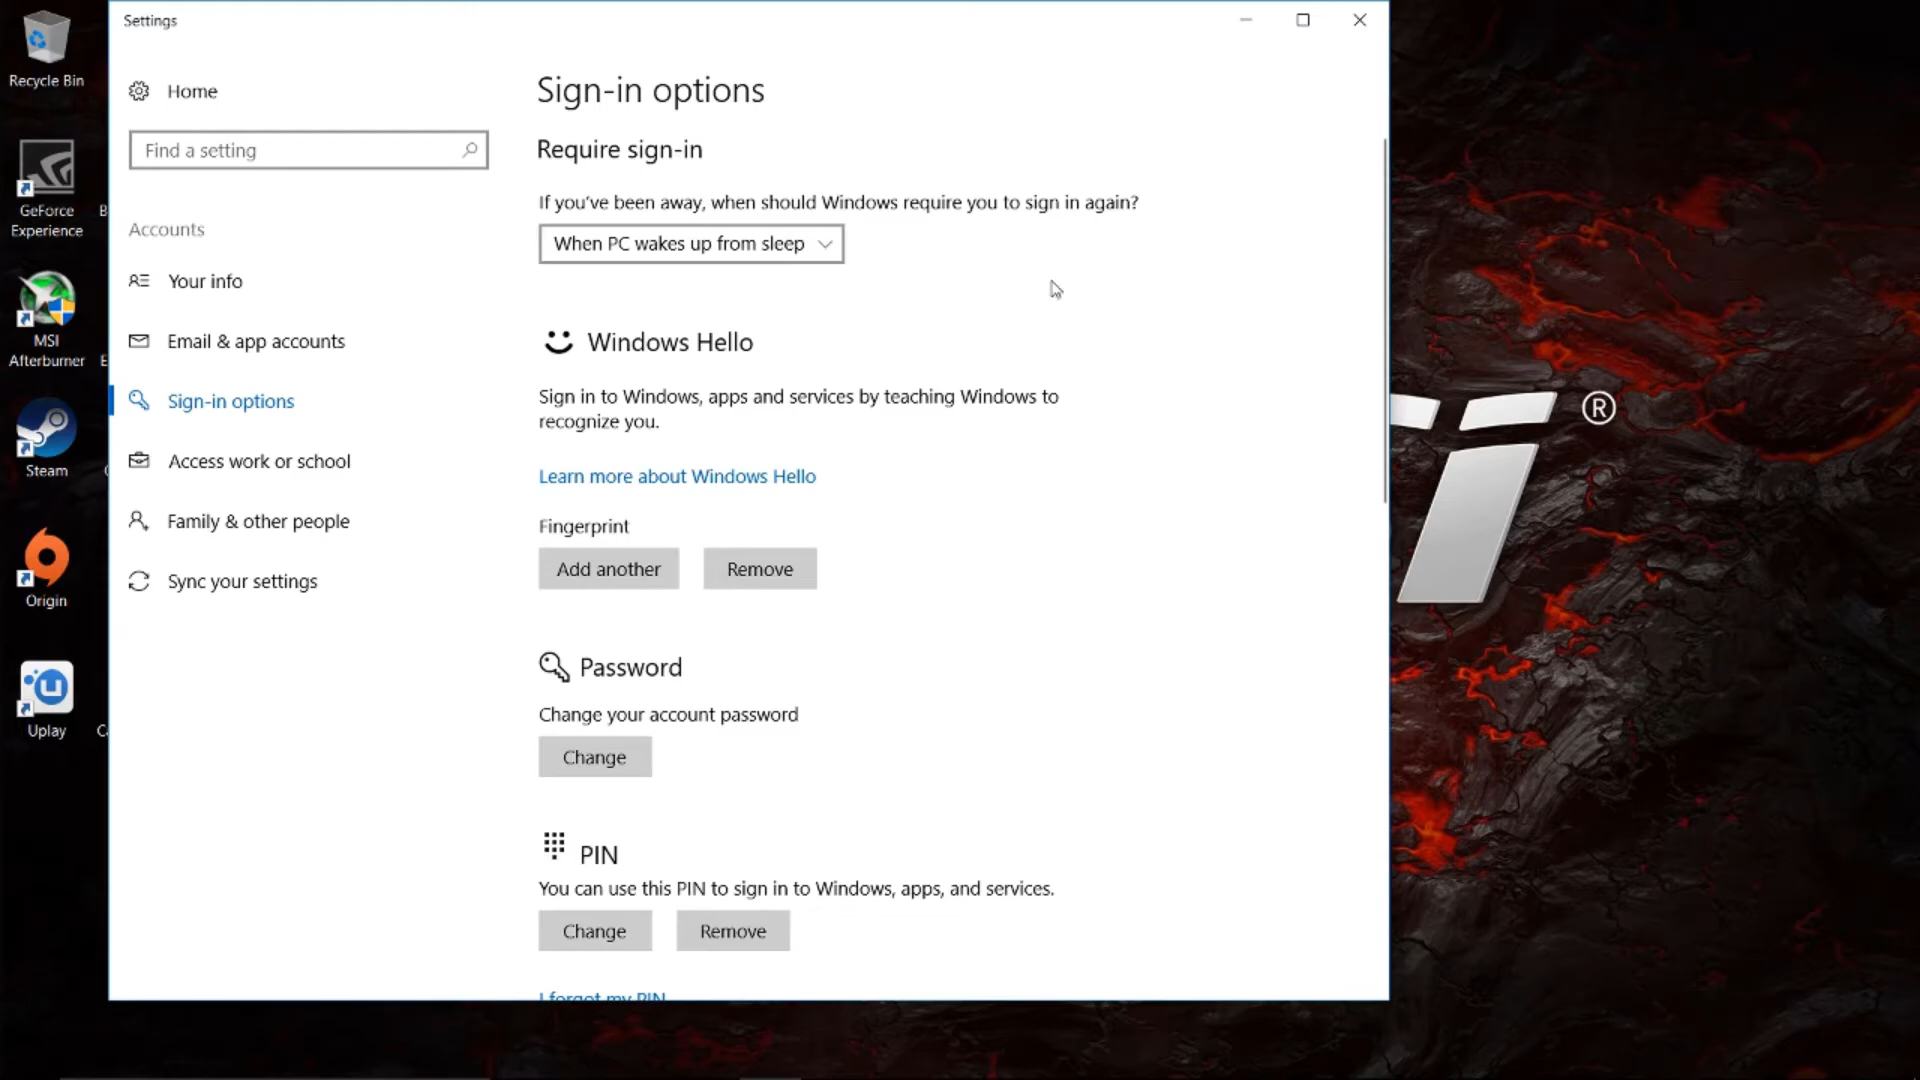 Settings
Home
Find a setting
Accounts
Your info
Email & app accounts
Sign-in options
Access work or school
Family & other people
Sync your settings
Sign-in options
Require sign-in
If you've been away, when should Windows require you to sign in again?
When PC wakes up from sleep
Windows Hello
Sign in to Windows, apps and services by teaching Windows to
recognize you.
Learn more about Windows Hello
Fingerprint
Add another
Remove
Password
Change your account password
Change
PIN
You can use this PIN to sign in to Windows, apps, and services.
Change
Remove
I forgot my PIN
Recycle Bin
GeForce
Experience
MSI
Afterburner
Steam
Origin
Uplay
®